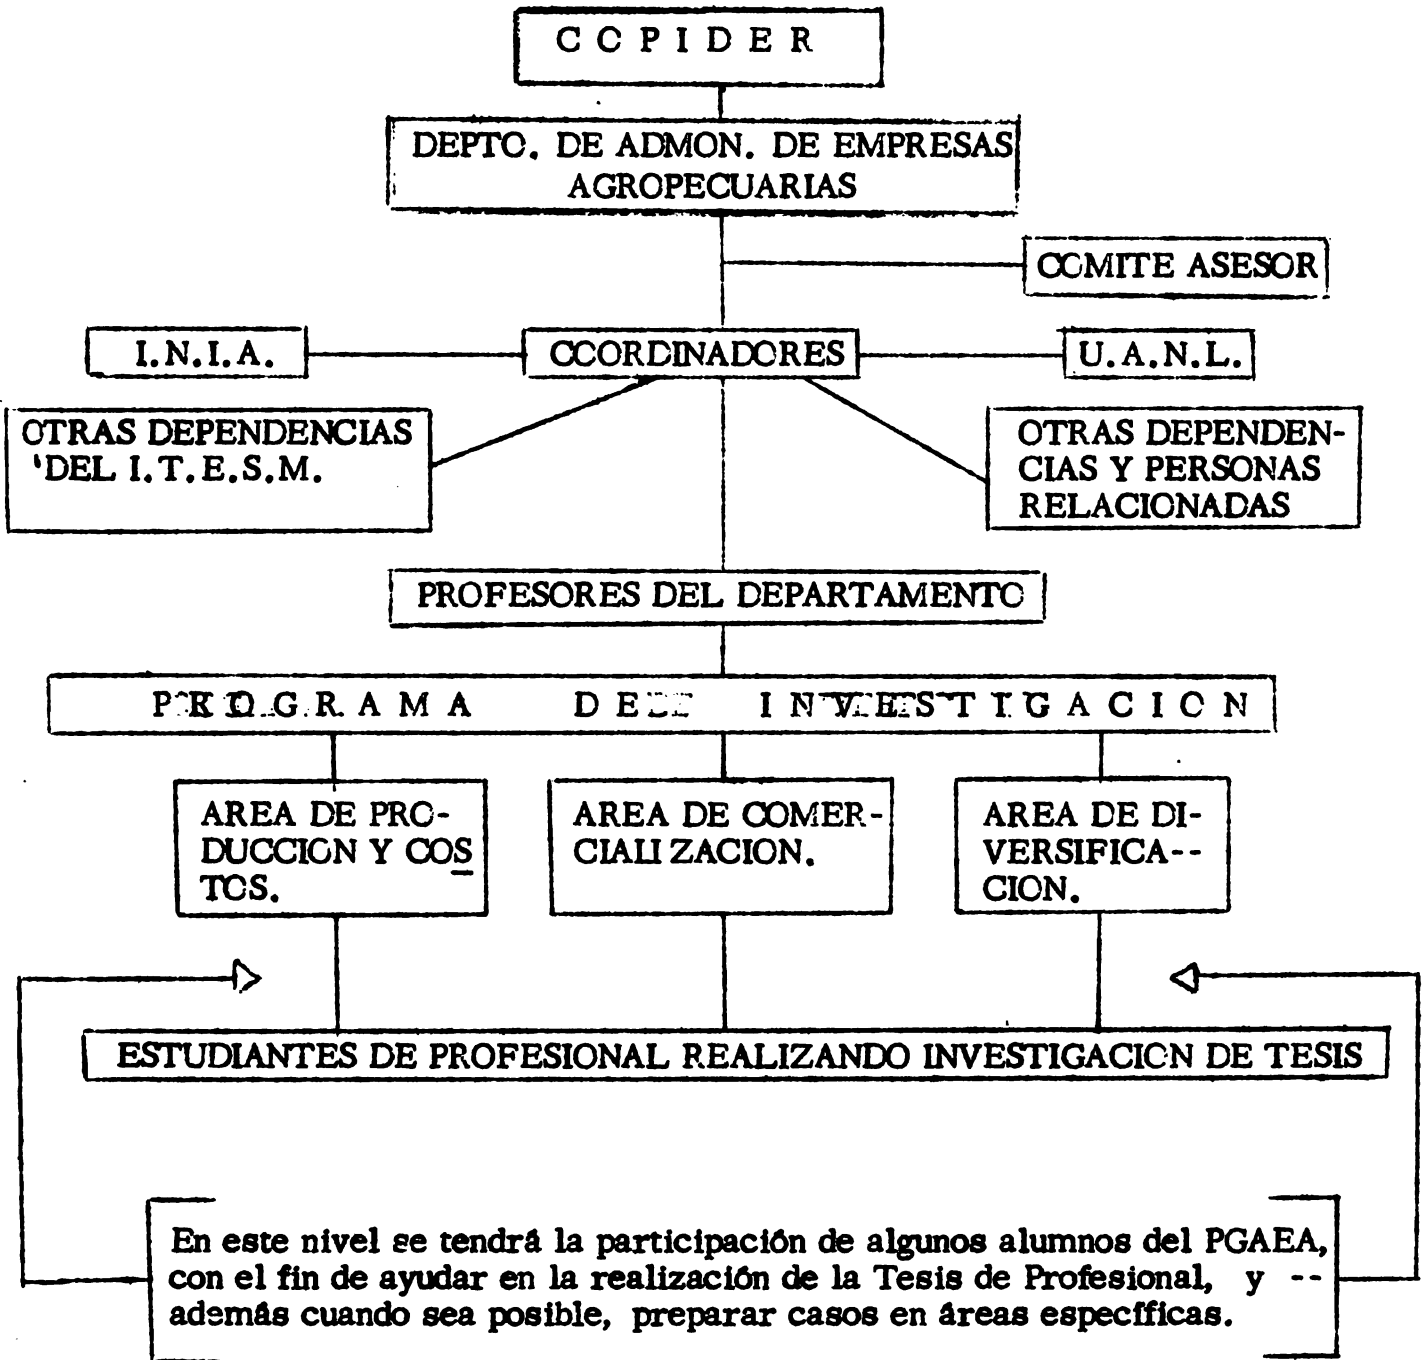 C O P I D E R
DEPTO. DE ADMON. DE EMPRESAS
AGROPECUARIAS
COMITE ASESOR
I.N.I.A.
COORDINADORES
U.A.N.L.
OTRAS DEPENDENCIAS
DEL I.T.E.S.M.
OTRAS DEPENDEN-
CIAS Y PERSONAS
RELACIONADAS
PROFESORES DEL DEPARTAMENTO
P R O G R A M A D E I N V E S T I G A C I O N
AREA DE PRO-
DUCCION Y COS
TOS.
AREA DE COMER-
CIALIZACION.
AREA DE DI-
VERSIFICA--
CION.
ESTUDIANTES DE PROFESIONAL REALIZANDO INVESTIGACION DE TESIS
En este nivel se tendrá la participación de algunos alumnos del PGAEA,
con el fin de ayudar en la realización de la Tesis de Profesional, y --
además cuando sea posible, preparar casos en áreas específicas.